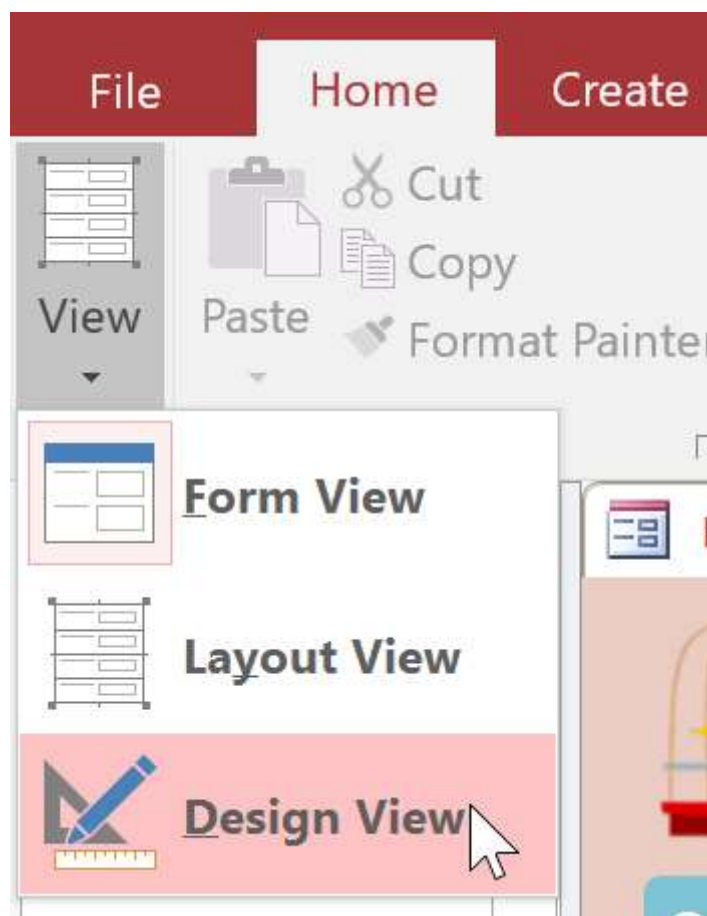 File Home Create
Cut
Copy
View Paste
Format Painter
Form View
Layout View
Design View